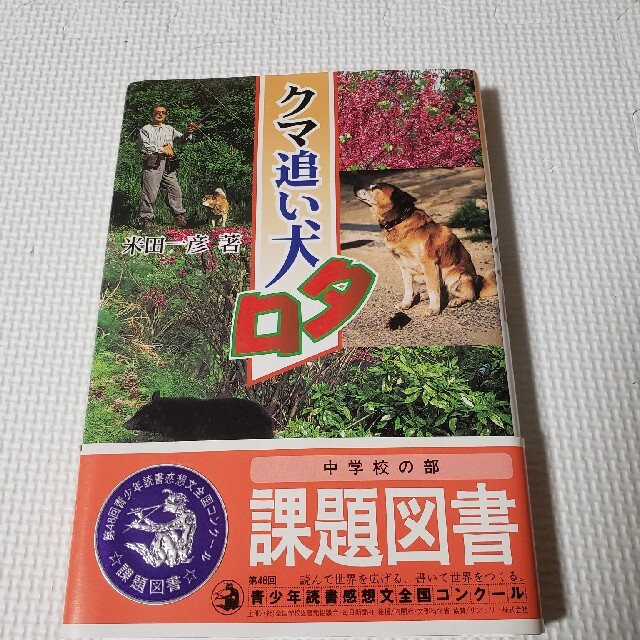 クマ追い犬
タロ
米田一彦 著
中学校の部
課題図書
第48回青少年読書感想文全国コンクール
☆課題図書☆
第48回
読んで世界を広げる、書いて世界をつくる。
青少年読書感想文全国コンクール